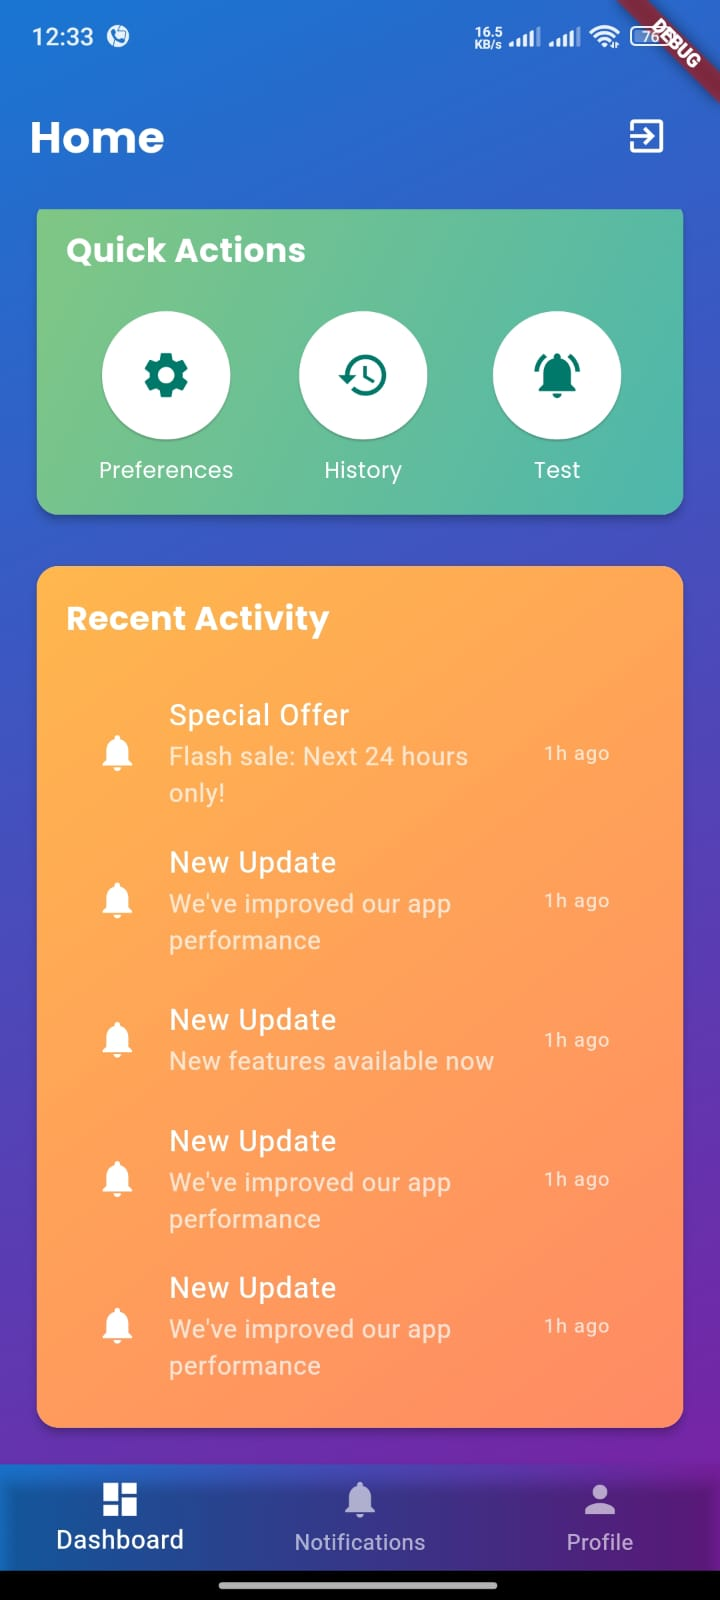 12:33
16.5
KB/s
76
DEBUG
Home
Quick Actions
Preferences
History
Test
Recent Activity
Special Offer
Flash sale: Next 24 hours
only!
1h ago
New Update
We've improved our app
performance
1h ago
New Update
New features available now
1h ago
New Update
We've improved our app
performance
1h ago
New Update
We've improved our app
performance
1h ago
Dashboard
Notifications
Profile